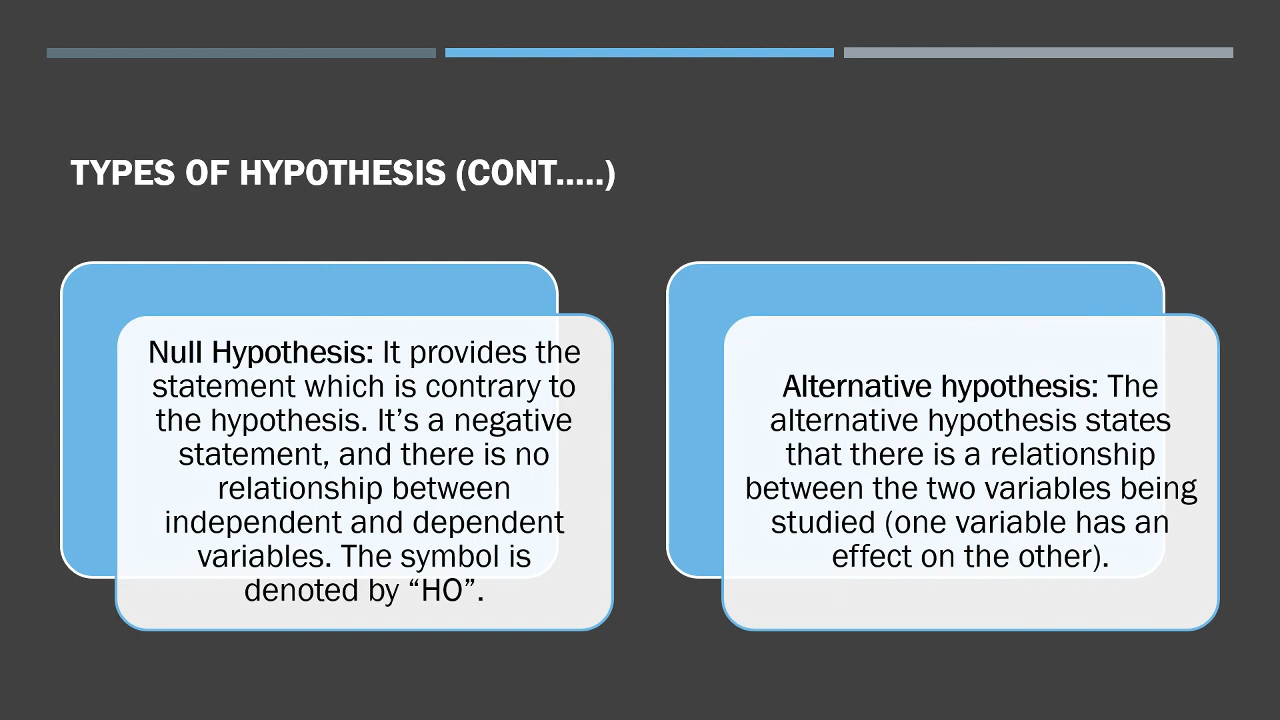 TYPES OF HYPOTHESIS (CONT.....)
Null Hypothesis: It provides the
statement which is contrary to
the hypothesis. It’s a negative
statement, and there is no
relationship between
independent and dependent
variables. The symbol is
denoted by “HO”.
Alternative hypothesis: The
alternative hypothesis states
that there is a relationship
between the two variables being
studied (one variable has an
effect on the other).